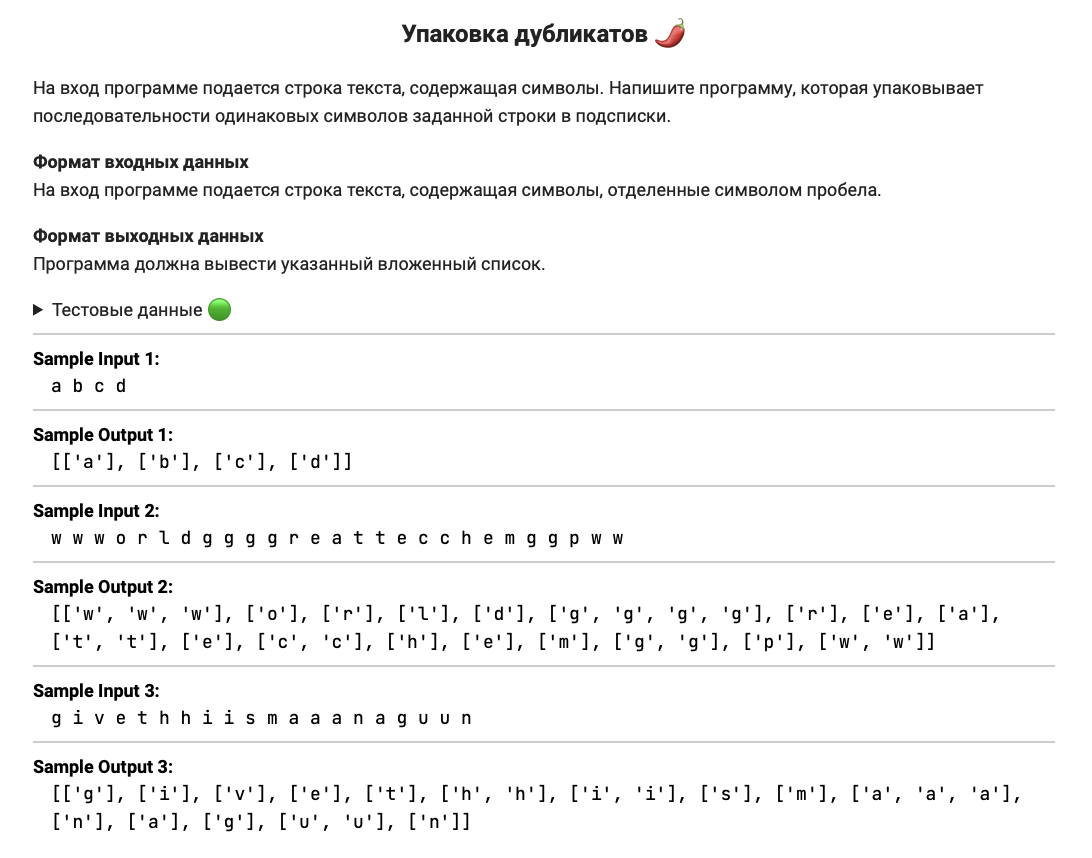 Упаковка дубликатов 🌶️
На вход программе подается строка текста, содержащая символы. Напишите программу, которая упаковывает
последовательности одинаковых символов заданной строки в подсписки.
Формат входных данных
На вход программе подается строка текста, содержащая символы, отделенные символом пробела.
Формат выходных данных
Программа должна вывести указанный вложенный список.
▶ Тестовые данные 🟢
Sample Input 1:
a b c d
Sample Output 1:
[['a'], ['b'], ['c'], ['d']]
Sample Input 2:
w w w o r l d g g g g r e a t t e c c h e m g g p w w
Sample Output 2:
[['w', 'w', 'w'], ['o'], ['r'], ['l'], ['d'], ['g', 'g', 'g', 'g'], ['r'], ['e'], ['a'],
['t', 't'], ['e'], ['c', 'c'], ['h'], ['e'], ['m'], ['g', 'g'], ['p'], ['w', 'w']]
Sample Input 3:
g i v e t h h i i s m a a a n a g u u n
Sample Output 3:
[['g'], ['i'], ['v'], ['e'], ['t'], ['h', 'h'], ['i', 'i'], ['s'], ['m'], ['a', 'a', 'a'],
['n'], ['a'], ['g'], ['u', 'u'], ['n']]